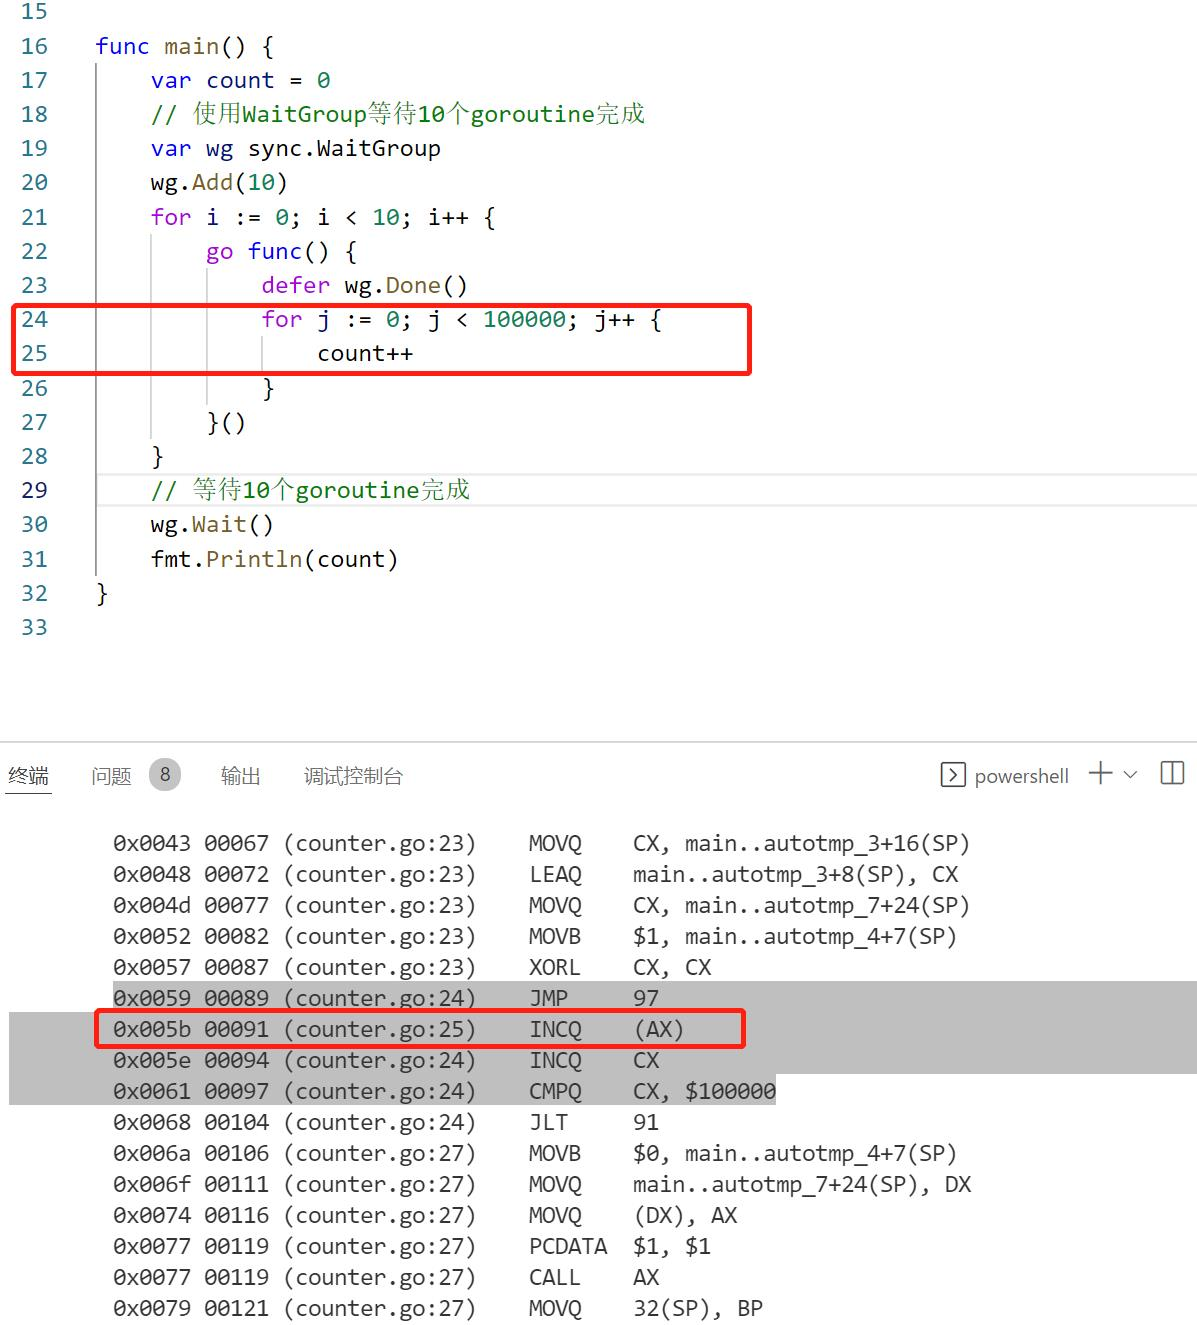 15
16 func main() {
17 var count = 0
18 // 使用WaitGroup等待10个goroutine完成
19 var wg sync.WaitGroup
20 wg.Add(10)
21 for i := 0; i < 10; i++ {
22 go func() {
23 defer wg.Done()
24 for j := 0; j < 100000; j++ {
25 count++
26 }
27 }()
28 }
29 // 等待10个goroutine完成
30 wg.Wait()
31 fmt.Println(count)
32 }
33
终端 问题 8 输出 调试控制台 powershell
0x0043 00067 (counter.go:23) MOVQ CX, main..autotmp_3+16(SP)
0x0048 00072 (counter.go:23) LEAQ main..autotmp_3+8(SP), CX
0x004d 00077 (counter.go:23) MOVQ CX, main..autotmp_7+24(SP)
0x0052 00082 (counter.go:23) MOVB $1, main..autotmp_4+7(SP)
0x0057 00087 (counter.go:23) XORL CX, CX
0x0059 00089 (counter.go:24) JMP 97
0x005b 00091 (counter.go:25) INCQ (AX)
0x005e 00094 (counter.go:24) INCQ CX
0x0061 00097 (counter.go:24) CMPQ CX, $100000
0x0068 00104 (counter.go:24) JLT 91
0x006a 00106 (counter.go:27) MOVB $0, main..autotmp_4+7(SP)
0x006f 00111 (counter.go:27) MOVQ main..autotmp_7+24(SP), DX
0x0074 00116 (counter.go:27) MOVQ (DX), AX
0x0077 00119 (counter.go:27) PCDATA $1, $1
0x0077 00119 (counter.go:27) CALL AX
0x0079 00121 (counter.go:27) MOVQ 32(SP), BP